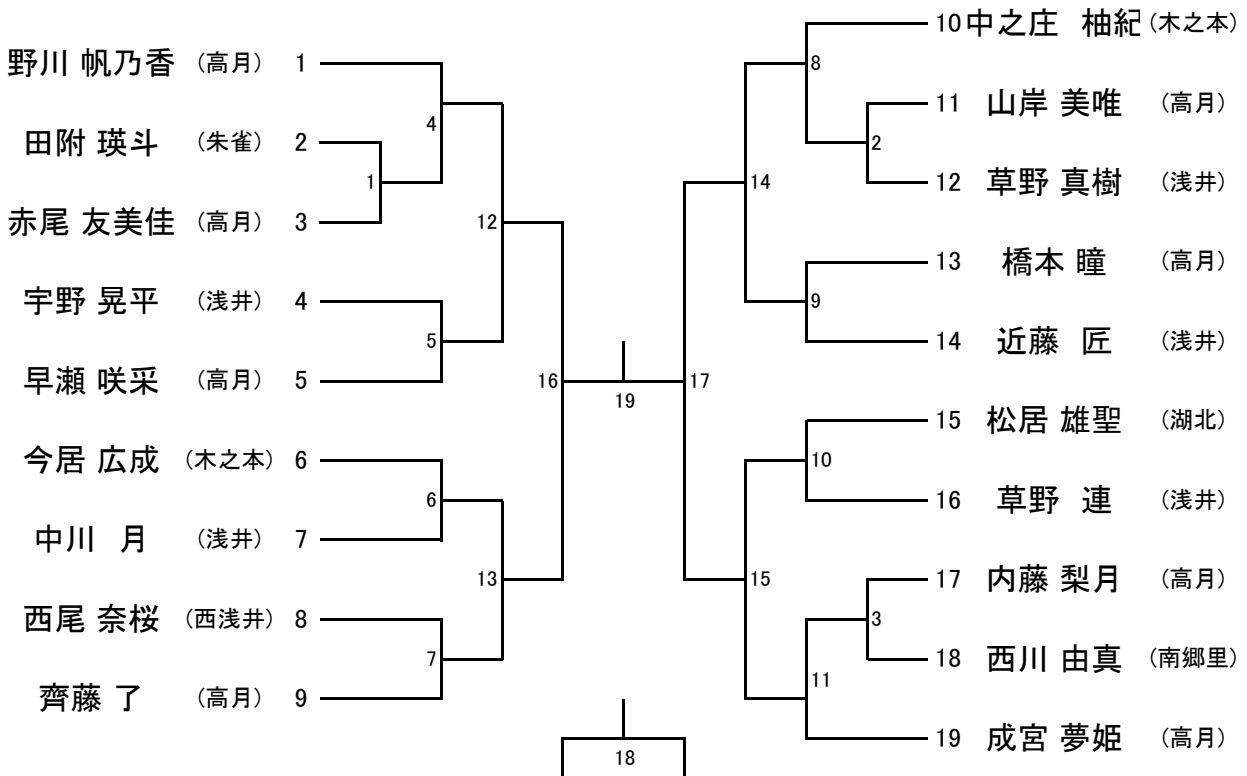 野川 帆乃香 (高月) 1
田附 瑛斗 (朱雀) 2
赤尾 友美佳 (高月) 3
宇野 晃平 (浅井) 4
早瀬 咲采 (高月) 5
今居 広成 (木之本) 6
中川 月 (浅井) 7
西尾 奈桜 (西浅井) 8
齊藤 了 (高月) 9
1
4
5
6
7
12
13
16
19
18
17
14
15
8
2
9
10
3
11
10 中之庄 柚紀 (木之本)
11 山岸 美唯 (高月)
12 草野 真樹 (浅井)
13 橋本 瞳 (高月)
14 近藤 匠 (浅井)
15 松居 雄聖 (湖北)
16 草野 連 (浅井)
17 内藤 梨月 (高月)
18 西川 由真 (南郷里)
19 成宮 夢姫 (高月)